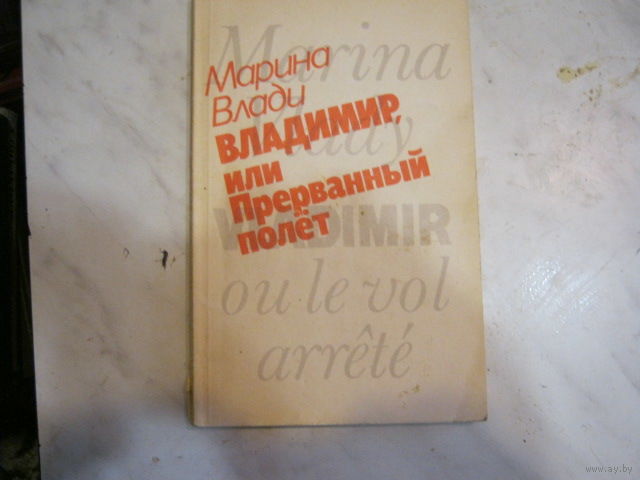 Марина
Влади
ВЛАДИМИР,
или
Прерванный
полёт
Marina
Vlady
VLADIMIR
ou le vol
arrêté
www.ay.by